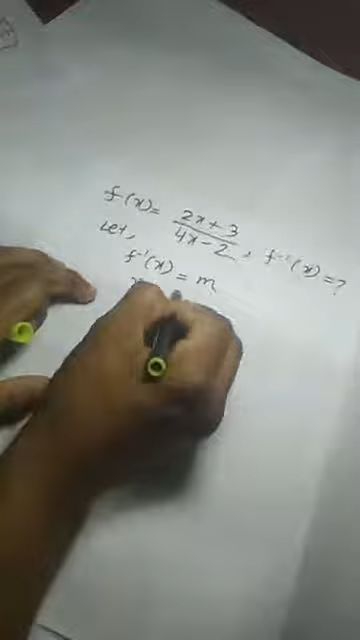 f(x) = (2x+3)/(4x-2), f⁻¹(x) = ?
Let,
f⁻¹(x) = m